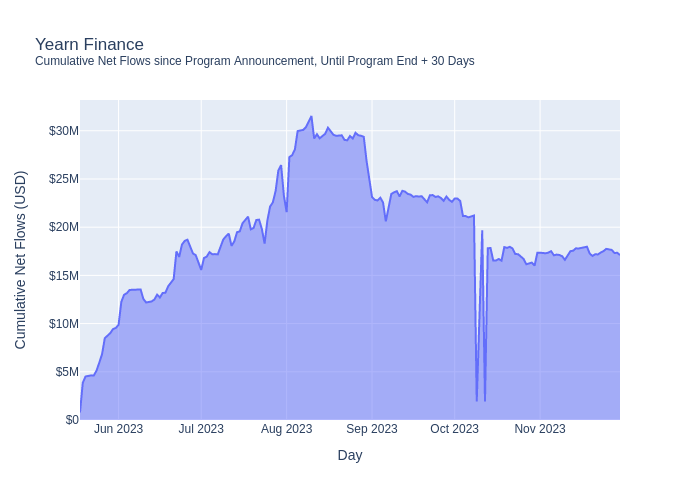 Yearn Finance
Cumulative Net Flows since Program Announcement, Until Program End + 30 Days
Cumulative Net Flows (USD)
$30M
$25M
$20M
$15M
$10M
$5M
$0
Jun 2023 Jul 2023 Aug 2023 Sep 2023 Oct 2023 Nov 2023
Day